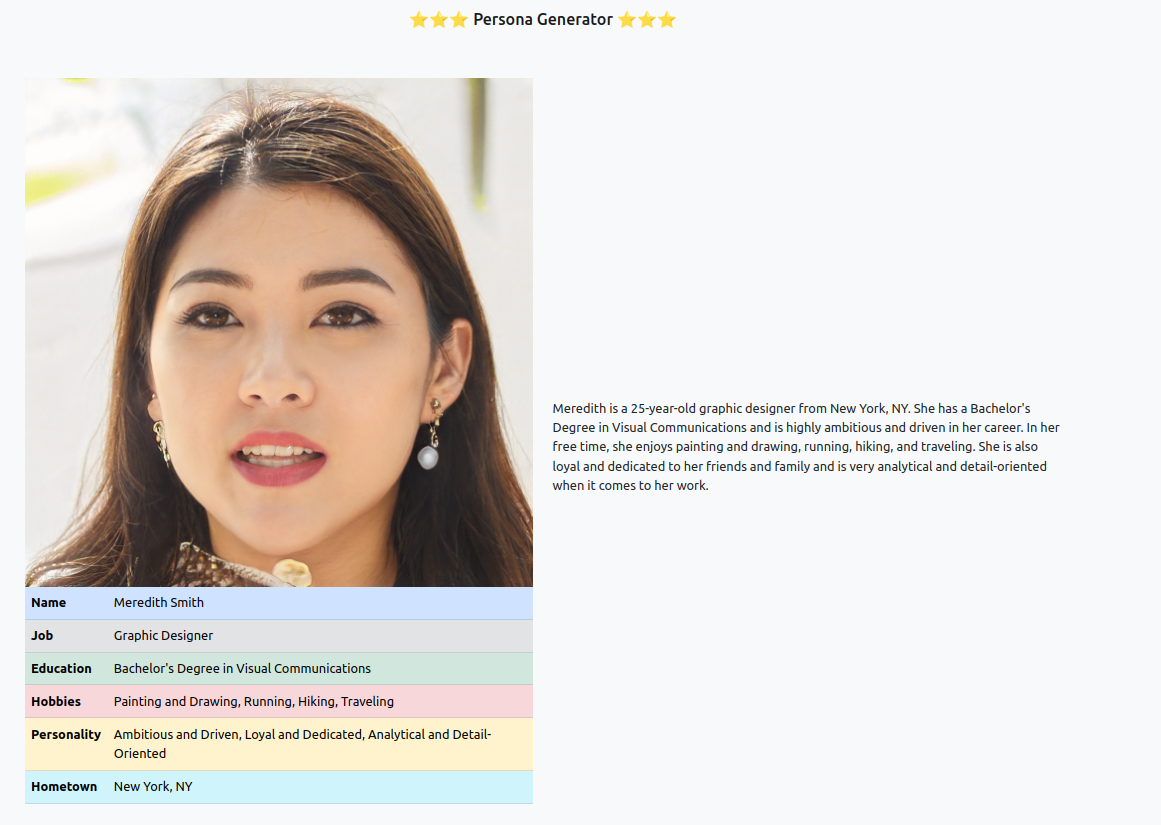 ⭐⭐⭐ Persona Generator ⭐⭐⭐
Meredith is a 25-year-old graphic designer from New York, NY. She has a Bachelor's
Degree in Visual Communications and is highly ambitious and driven in her career. In her
free time, she enjoys painting and drawing, running, hiking, and traveling. She is also
loyal and dedicated to her friends and family and is very analytical and detail-oriented
when it comes to her work.
Name Meredith Smith
Job Graphic Designer
Education Bachelor's Degree in Visual Communications
Hobbies Painting and Drawing, Running, Hiking, Traveling
Personality Ambitious and Driven, Loyal and Dedicated, Analytical and Detail-
Oriented
Hometown New York, NY